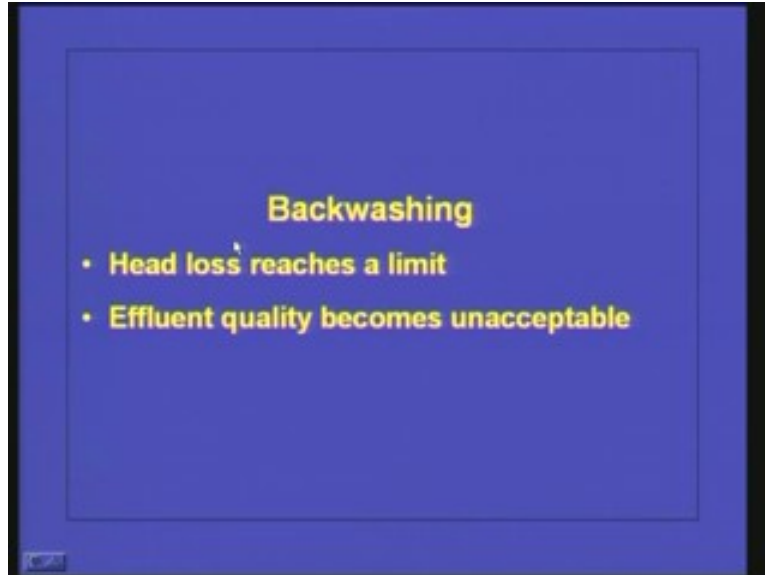 Backwashing
• Head loss reaches a limit
• Effluent quality becomes unacceptable